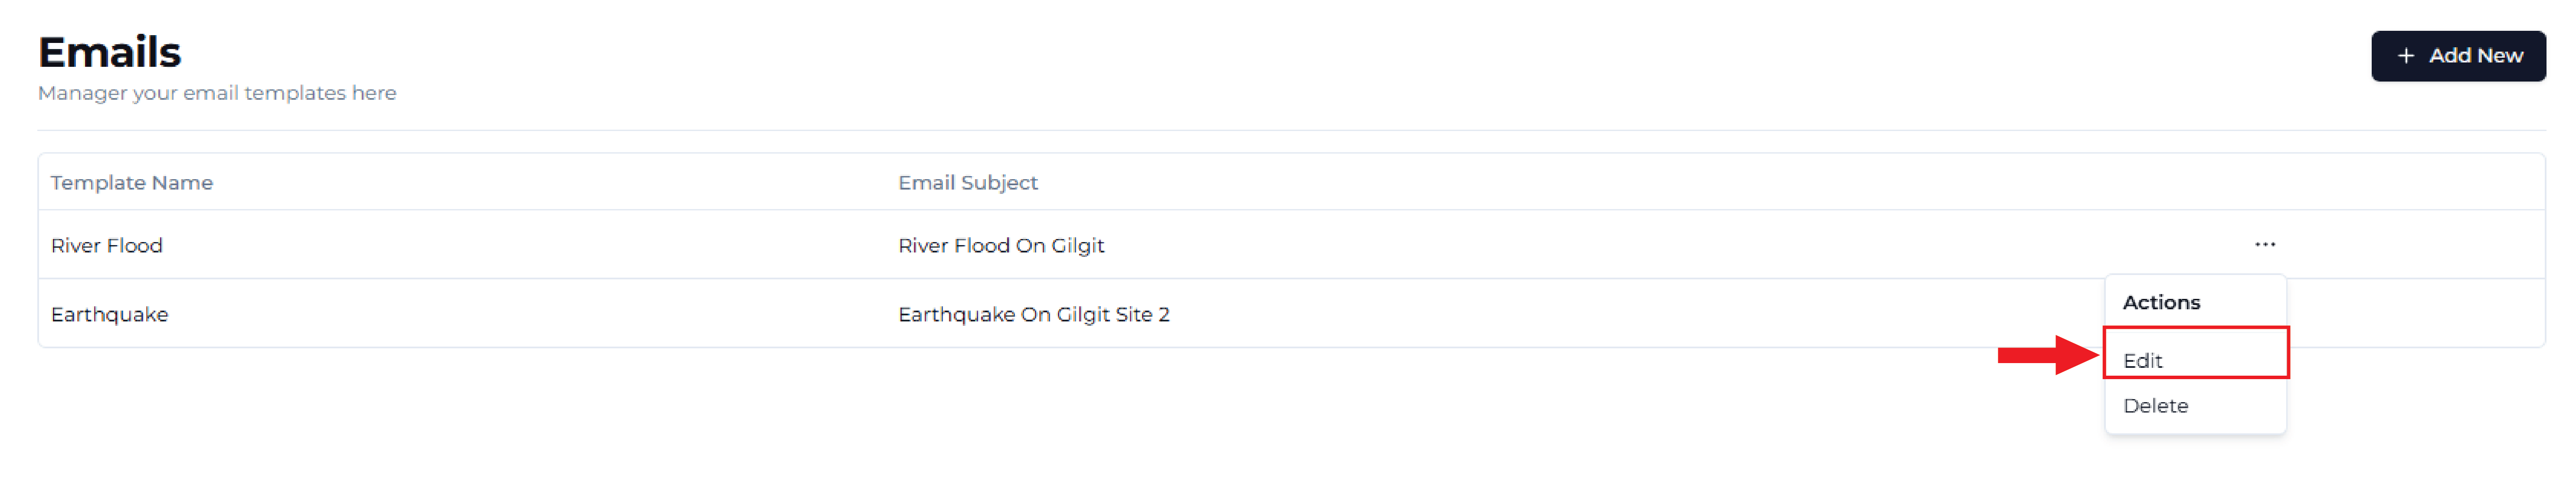 Emails
+ Add New
Manager your email templates here
Template Name Email Subject
River Flood River Flood On Gilgit ...
Earthquake Earthquake On Gilgit Site 2
Actions
Edit
Delete